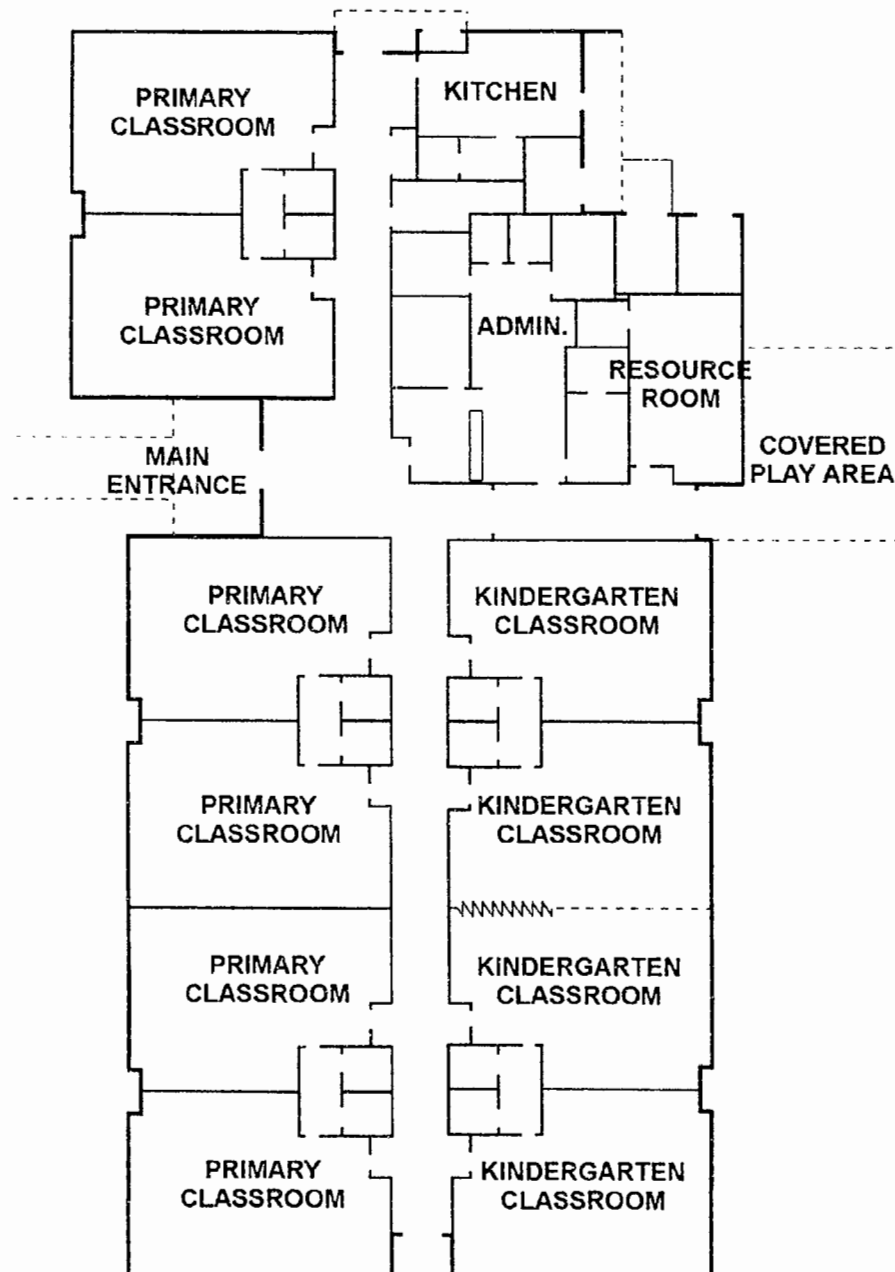 PRIMARY
CLASSROOM
KITCHEN
PRIMARY
CLASSROOM
ADMIN.
RESOURCE
ROOM
MAIN
ENTRANCE
COVERED
PLAY AREA
PRIMARY
CLASSROOM
KINDERGARTEN
CLASSROOM
PRIMARY
CLASSROOM
KINDERGARTEN
CLASSROOM
PRIMARY
CLASSROOM
KINDERGARTEN
CLASSROOM
PRIMARY
CLASSROOM
KINDERGARTEN
CLASSROOM